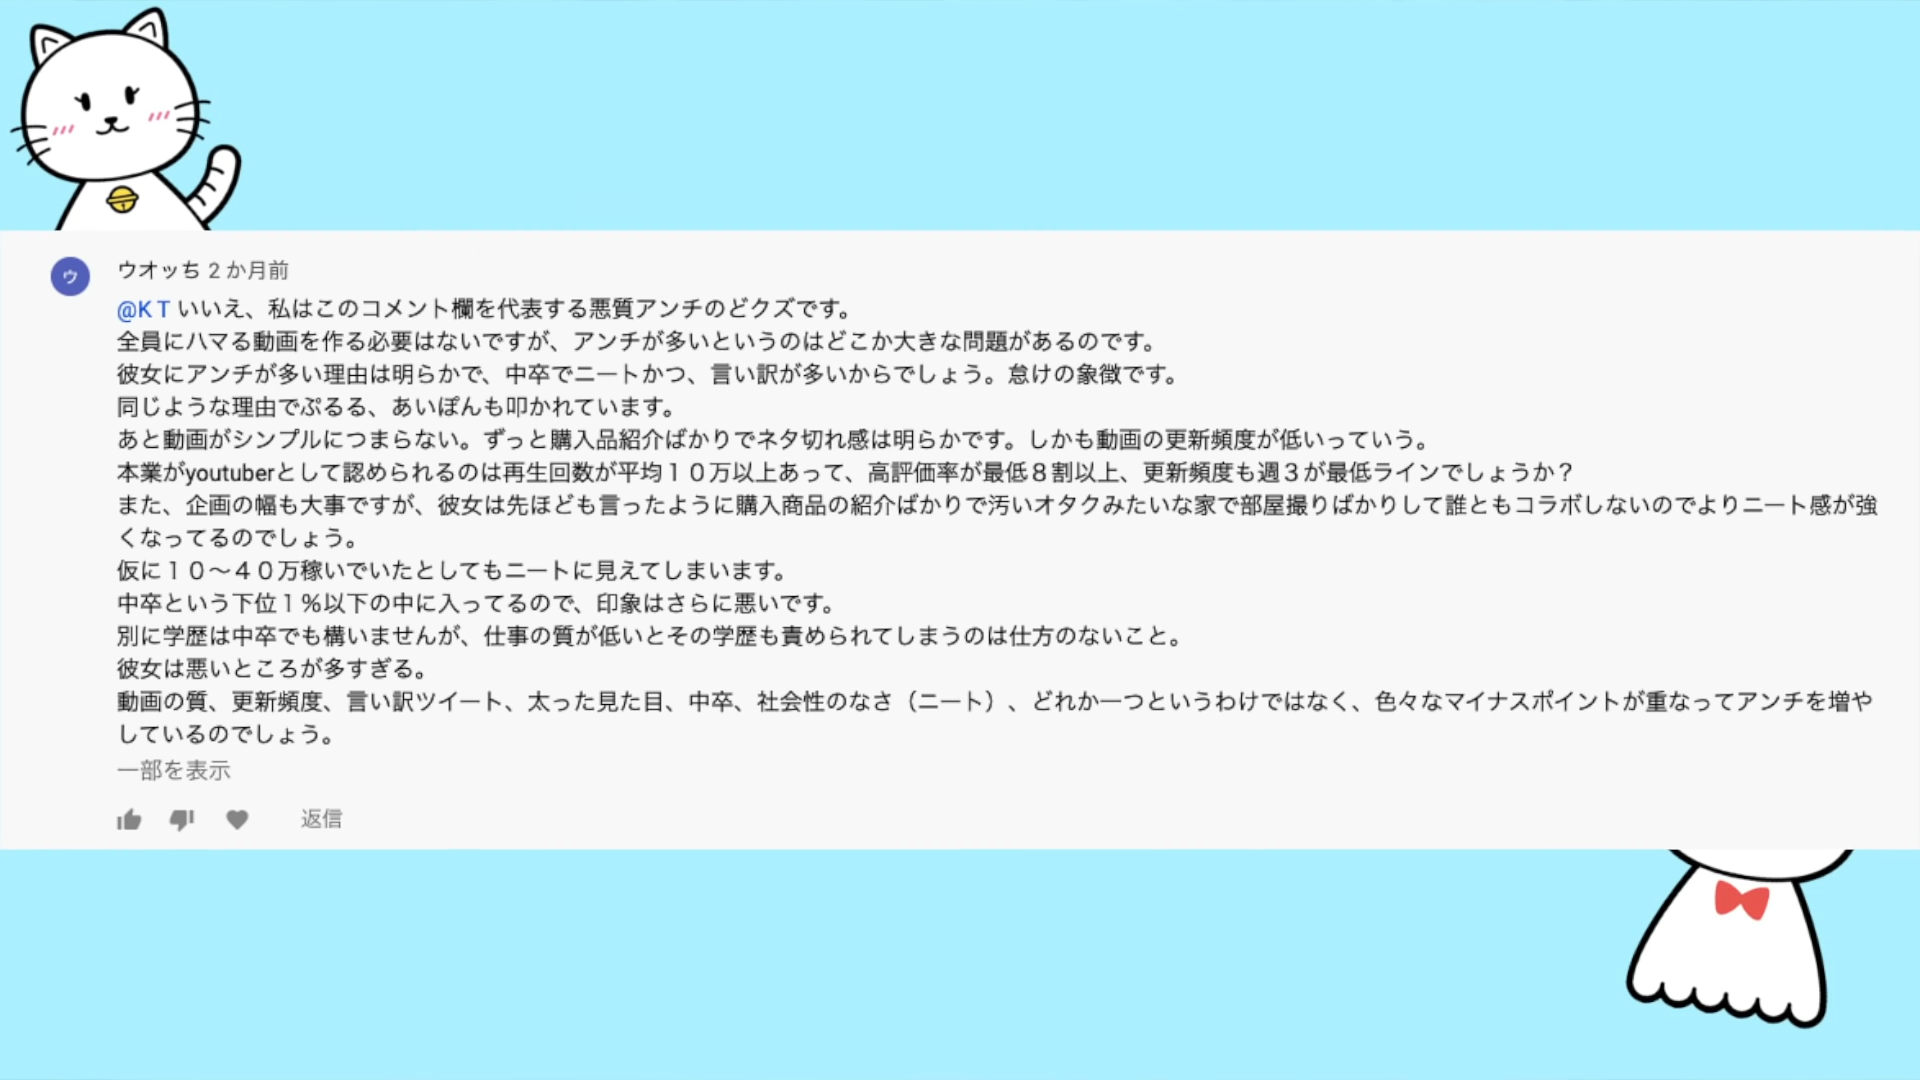 ウ
ウオッち 2 か月前
@K T いいえ、私はこのコメント欄を代表する悪質アンチのどクズです。
全員にハマる動画を作る必要はないですが、アンチが多いというのはどこか大きな問題があるのです。
彼女にアンチが多い理由は明らかで、中卒でニートかつ、言い訳が多いからでしょう。怠けの象徴です。
同じような理由でぷるる、あいぽんも叩かれています。
あと動画がシンプルにつまらない。ずっと購入品紹介ばかりでネタ切れ感は明らかです。しかも動画の更新頻度が低いっていう。
本業がyoutuberとして認められるのは再生回数が平均１０万以上あって、高評価率が最低８割以上、更新頻度も週３が最低ラインでしょうか？
また、企画の幅も大事ですが、彼女は先ほども言ったように購入商品の紹介ばかりで汚いオタクみたいな家で部屋撮りばかりして誰ともコラボしないのでよりニート感が強
くなってるのでしょう。
仮に１０〜４０万稼いでいたとしてもニートに見えてしまいます。
中卒という下位１％以下の中に入ってるので、印象はさらに悪いです。
別に学歴は中卒でも構いませんが、仕事の質が低いとその学歴も責められてしまうのは仕方のないこと。
彼女は悪いところが多すぎる。
動画の質、更新頻度、言い訳ツイート、太った見た目、中卒、社会性のなさ（ニート）、どれか一つというわけではなく、色々なマイナスポイントが重なってアンチを増や
しているのでしょう。
一部を表示
返信